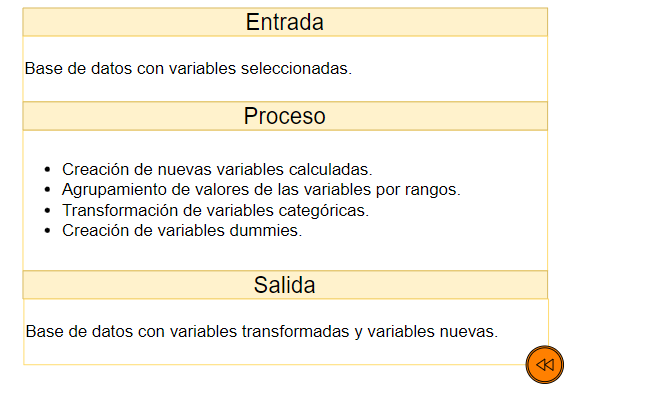 Entrada
Base de datos con variables seleccionadas.
Proceso
• Creación de nuevas variables calculadas.
• Agrupamiento de valores de las variables por rangos.
• Transformación de variables categóricas.
• Creación de variables dummies.
Salida
Base de datos con variables transformadas y variables nuevas.